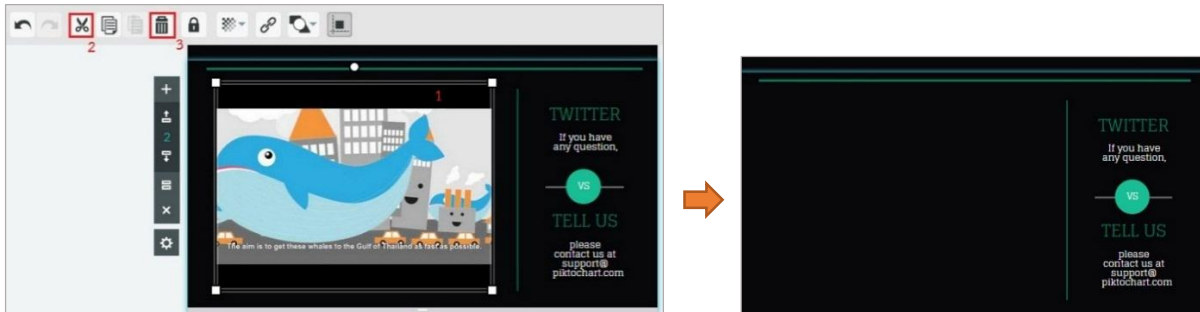 2
3
1
2
TWITTER
If you have
any question,
VS
TELL US
please
contact us at
support@
piktochart.com
The aim is to get these whales to the Gulf of Thailand as fast as possible.
TWITTER
If you have
any question,
VS
TELL US
please
contact us at
support@
piktochart.com